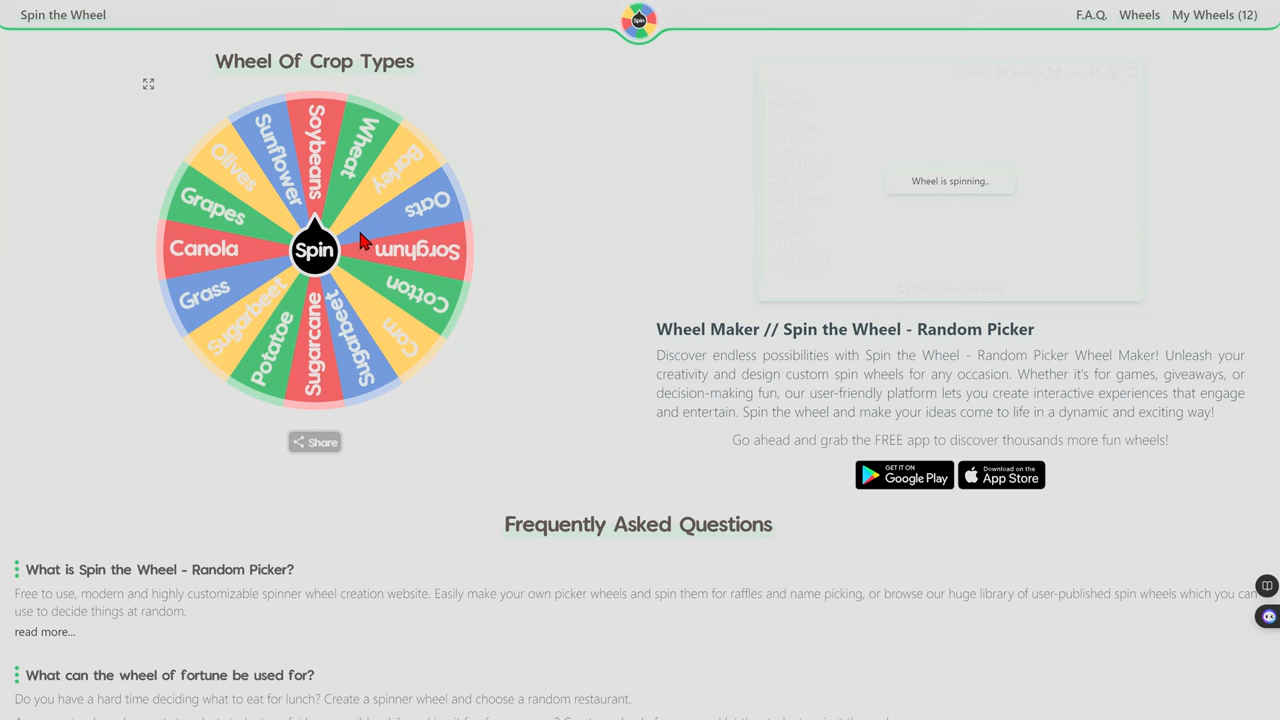 Spin the Wheel
Spin
F.A.Q. Wheels My Wheels (12)
Wheel Of Crop Types
Soybeans
Wheat
Barley
Oats
Sorghum
Cotton
Corn
Sugarbeet
Sugarcane
Potatoe
Sugarbeet
Grass
Canola
Grapes
Olives
Sunflower
Spin
Share
Wheel is spinning..
Wheel Maker // Spin the Wheel - Random Picker
Discover endless possibilities with Spin the Wheel - Random Picker Wheel Maker! Unleash your
creativity and design custom spin wheels for any occasion. Whether it's for games, giveaways, or
decision-making fun, our user-friendly platform lets you create interactive experiences that engage
and entertain. Spin the wheel and make your ideas come to life in a dynamic and exciting way!
Go ahead and grab the FREE app to discover thousands more fun wheels!
GET IT ON
Google Play
Download on the
App Store
Frequently Asked Questions
What is Spin the Wheel - Random Picker?
Free to use, modern and highly customizable spinner wheel creation website. Easily make your own picker wheels and spin them for raffles and name picking, or browse our huge library of user-published spin wheels which you can
use to decide things at random.
read more...
What can the wheel of fortune be used for?
Do you have a hard time deciding what to eat for lunch? Create a spinner wheel and choose a random restaurant.